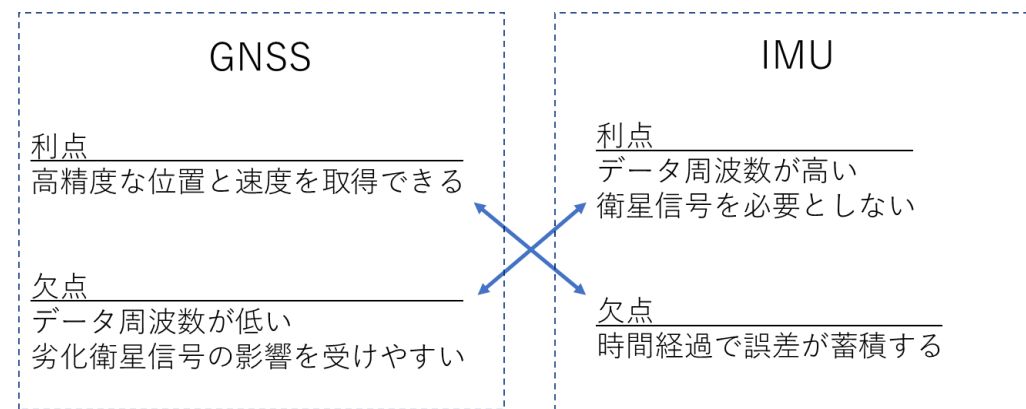 GNSS
利点
高精度な位置と速度を取得できる
欠点
データ周波数が低い
劣化衛星信号の影響を受けやすい
IMU
利点
データ周波数が高い
衛星信号を必要としない
欠点
時間経過で誤差が蓄積する